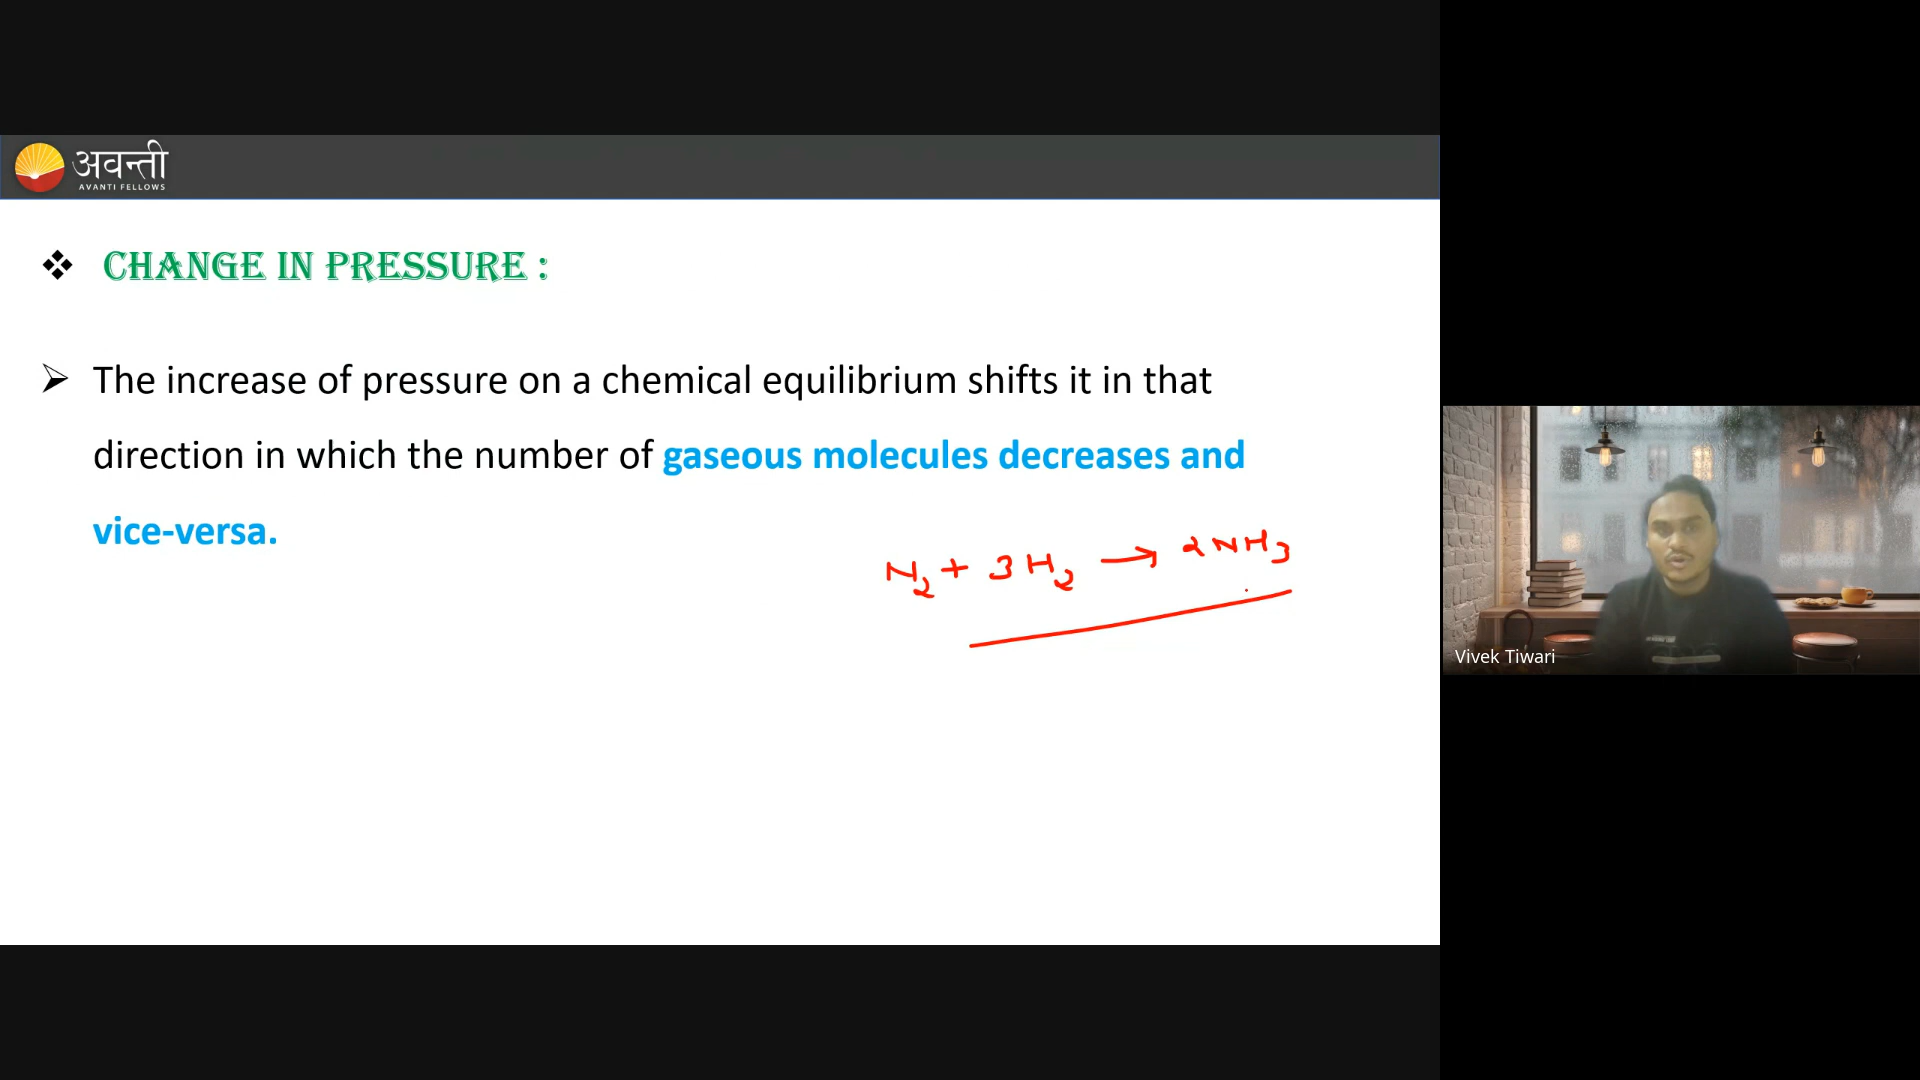 अवन्ती
AVANTI FELLOWS
❖ CHANGE IN PRESSURE :
➢ The increase of pressure on a chemical equilibrium shifts it in that
direction in which the number of gaseous molecules decreases and
vice-versa.
N₂ + 3H₂ → 2NH₃
Vivek Tiwari